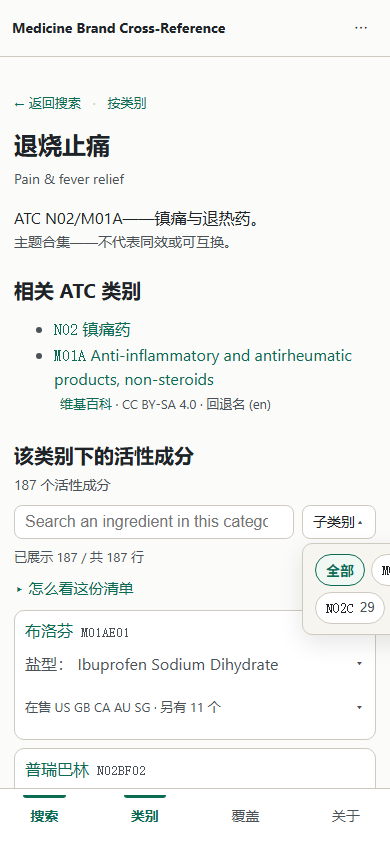 Medicine Brand Cross-Reference ...
← 返回搜索 · 按类别
退烧止痛
Pain & fever relief
ATC N02/M01A——镇痛与退热药。
主题合集——不代表同效或可互换。
相关 ATC 类别
• N02 镇痛药
• M01A Anti-inflammatory and antirheumatic
products, non-steroids
维基百科 · CC BY-SA 4.0 · 回退名 (en)
该类别下的活性成分
187 个活性成分
Search an ingredient in this catego
子类别 ▴
已展示 187 / 共 187 行
全部
▸ 怎么看这份清单
N02C 29
布洛芬 M01AE01
盐型： Ibuprofen Sodium Dihydrate ▾
在售 US GB CA AU SG · 另有 11 个 ▾
普瑞巴林 N02BF02
搜索 类别 覆盖 关于